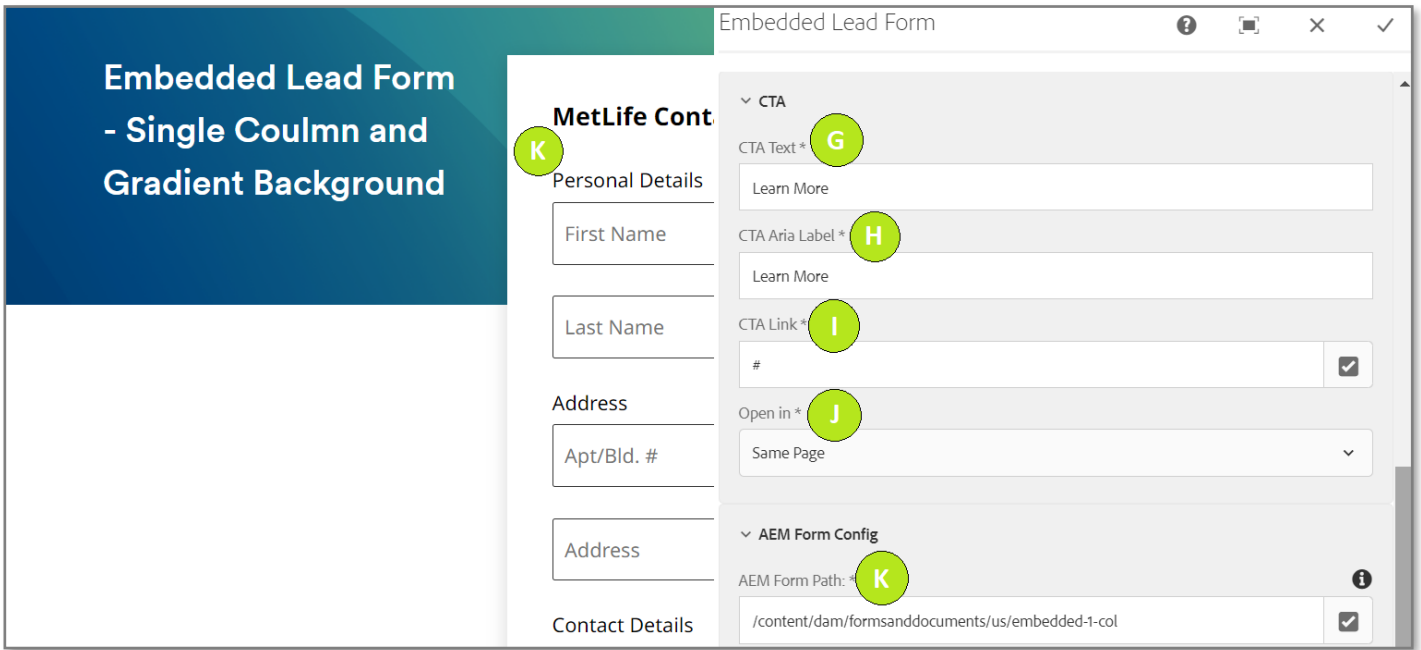 Embedded Lead Form
- Single Coulmn and
Gradient Background
MetLife Cont
K
Personal Details
First Name
Last Name
Address
Apt/Bld. #
Address
Contact Details
Embedded Lead Form
CTA
CTA Text * G
Learn More
CTA Aria Label * H
Learn More
CTA Link * I
#
Open in * J
Same Page
AEM Form Config
AEM Form Path: * K
/content/dam/formsanddocuments/us/embedded-1-col